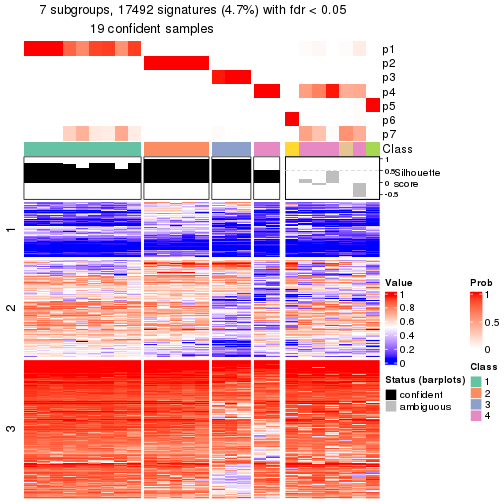 7 subgroups, 17492 signatures (4.7%) with fdr < 0.05
19 confident samples
p1
p2
p3
p4
p5
p6
p7
Class
1
0.5
0
-0.5
Silhouette
score
1
2
3
Value
1
0.8
0.6
0.4
0.2
0
Status (barplots)
confident
ambiguous
Prob
1
0.5
0
Class
1
2
3
4